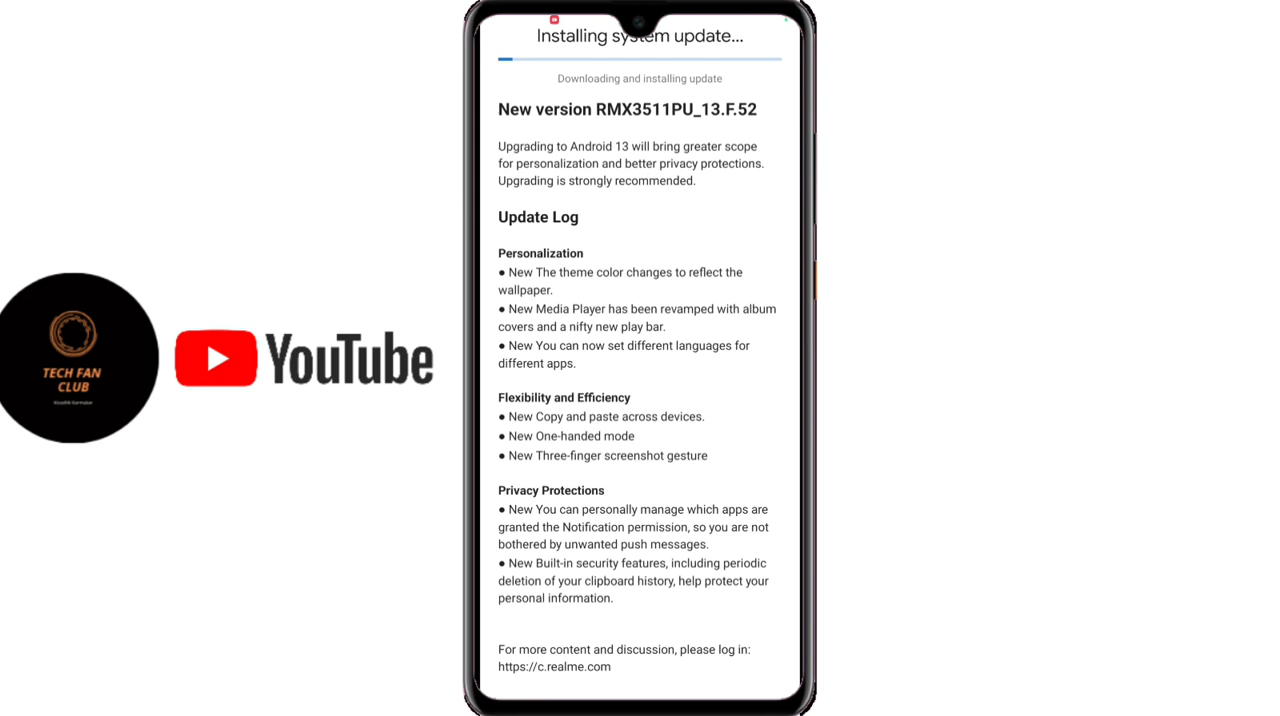 Installing system update...
Downloading and installing update
New version RMX3511PU_13.F.52
Upgrading to Android 13 will bring greater scope
for personalization and better privacy protections.
Upgrading is strongly recommended.
Update Log
Personalization
● New The theme color changes to reflect the
wallpaper.
● New Media Player has been revamped with album
covers and a nifty new play bar.
● New You can now set different languages for
different apps.
Flexibility and Efficiency
● New Copy and paste across devices.
● New One-handed mode
● New Three-finger screenshot gesture
Privacy Protections
● New You can personally manage which apps are
granted the Notification permission, so you are not
bothered by unwanted push messages.
● New Built-in security features, including periodic
deletion of your clipboard history, help protect your
personal information.
For more content and discussion, please log in:
https://c.realme.com
TECH FAN
CLUB
YouTube